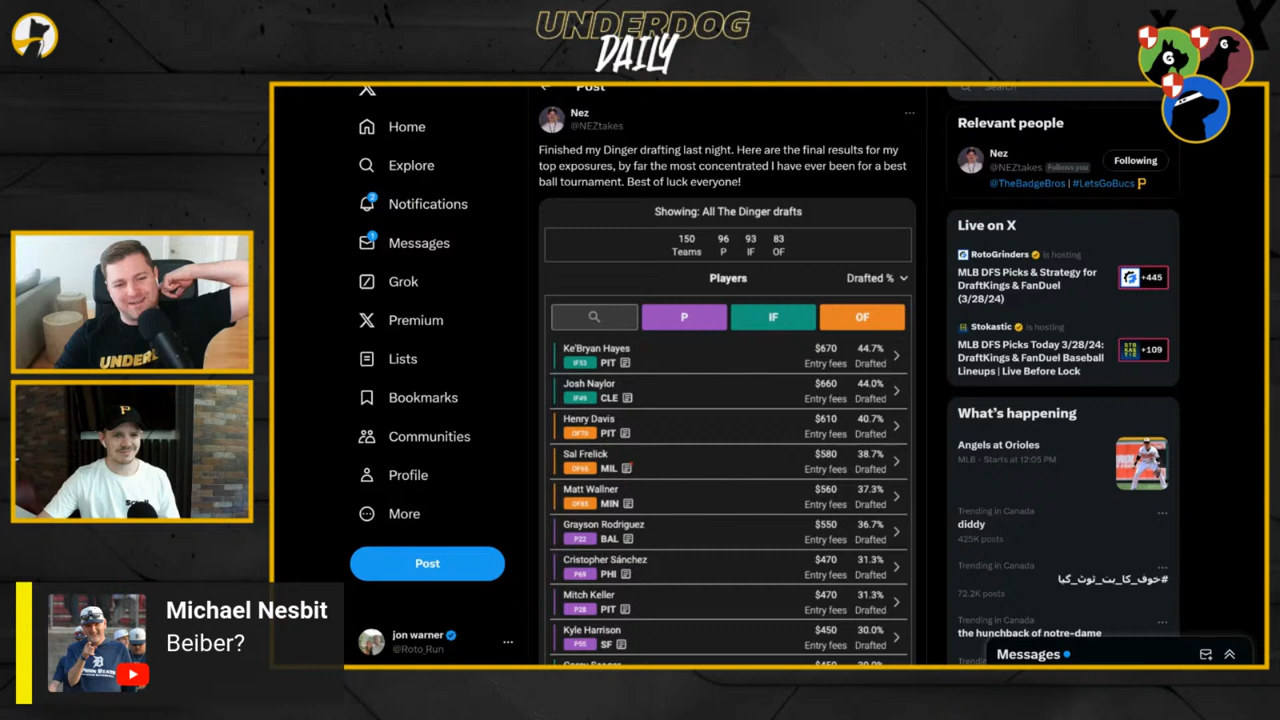 UNDERDOG
DAILY
Post
Search
Home
Explore
2
Notifications
1
Messages
Grok
Premium
Lists
Bookmarks
Communities
Profile
More
Post
jon warner
@Roto_Run
Nez
@NEZtakes
Finished my Dinger drafting last night. Here are the final results for my
top exposures, by far the most concentrated I have ever been for a best
ball tournament. Best of luck everyone!
Showing: All The Dinger drafts
150 96 93 83
Teams P IF OF
Players Drafted %
P IF OF
Ke'Bryan Hayes $670 44.7%
IF53 PIT Entry fees Drafted
Josh Naylor $660 44.0%
IF49 CLE Entry fees Drafted
Henry Davis $610 40.7%
OF70 PIT Entry fees Drafted
Sal Frelick $580 38.7%
OF65 MIL Entry fees Drafted
Matt Wallner $560 37.3%
OF85 MIN Entry fees Drafted
Grayson Rodriguez $550 36.7%
P22 BAL Entry fees Drafted
Cristopher Sánchez $470 31.3%
P69 PHI Entry fees Drafted
Mitch Keller $470 31.3%
P28 PIT Entry fees Drafted
Kyle Harrison $450 30.0%
P55 SF Entry fees Drafted
Relevant people
Nez
@NEZtakes Follows you
Following
@TheBadgeBros | #LetsGoBucs
Live on X
RotoGrinders is hosting
MLB DFS Picks & Strategy for
DraftKings & FanDuel
(3/28/24)
+445
Stokastic is hosting
MLB DFS Picks Today 3/28/24:
DraftKings & FanDuel Baseball
Lineups | Live Before Lock
+109
What's happening
Angels at Orioles
MLB · Starts at 12:05 PM
Trending in Canada
diddy
425K posts
Trending in Canada
#خوف_کا_بت_ٹوٹ_گیا
72.2K posts
Trending in Canada
the hunchback of notre-dame
Messages
UNDERD
P
Michael Nesbit
Beiber?